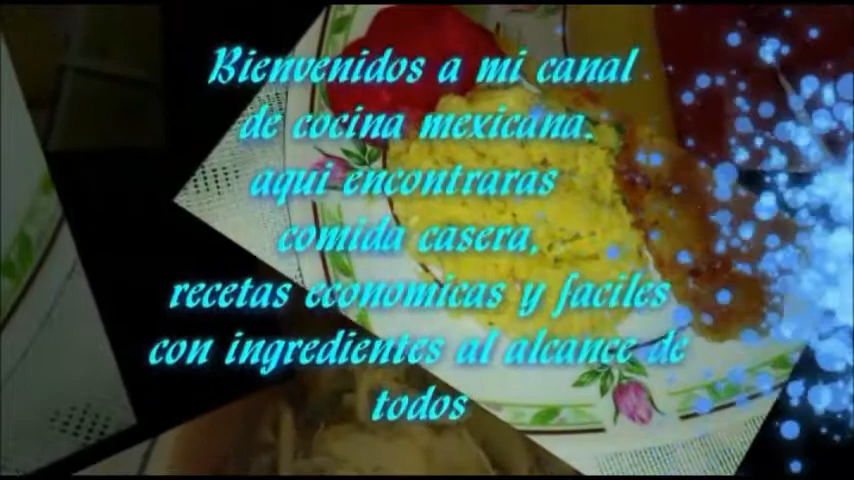 Bienvenidos a mi canal
de cocina mexicana.
aqui encontraras
comida casera,
recetas economicas y faciles
con ingredientes al alcance de
todos